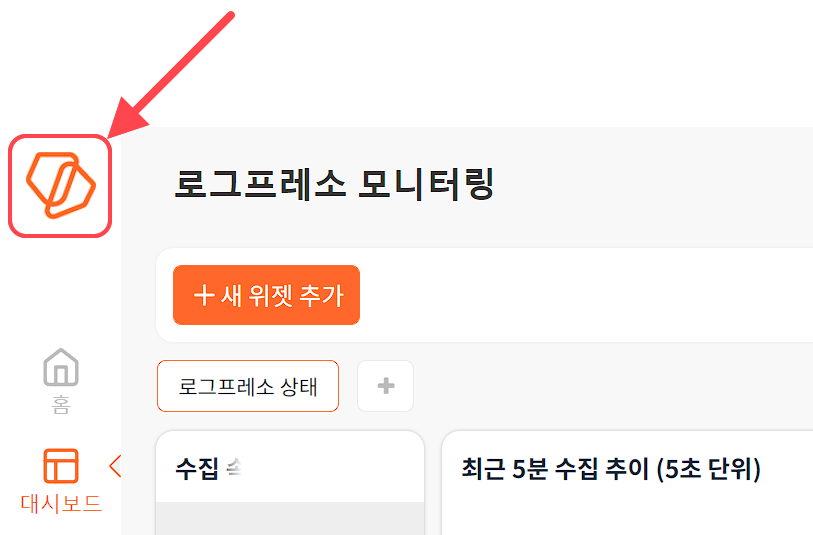 로그프레소 모니터링
새 위젯 추가
로그프레소 상태
홈
대시보드
수집
최근 5분 수집 추이 (5초 단위)